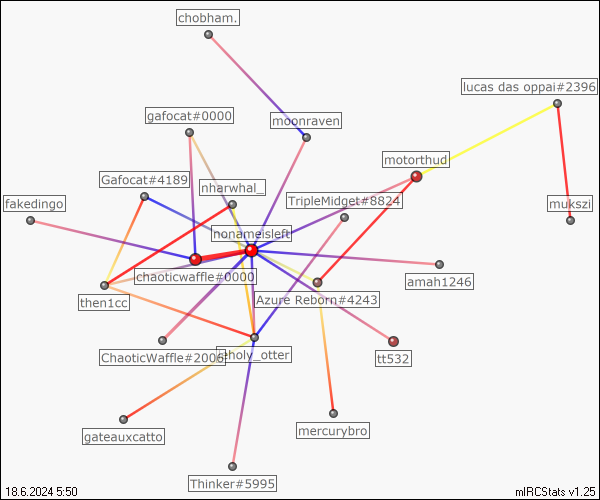 chobham.
lucas das oppai#2396
gafocat#0000
moonraven
motorthud
Gafocat#4189
nharwhal_
TripleMidget#8824
fakedingo
mukszi
nonameisleft
chaoticwaffle#0000
amah1246
then1cc
Azure Reborn#4243
ChaoticWaffle#2006
eholy_otter
tt532
gateauxcatto
mercurybro
Thinker#5995
18.6.2024 5:50
mIRCStats v1.25